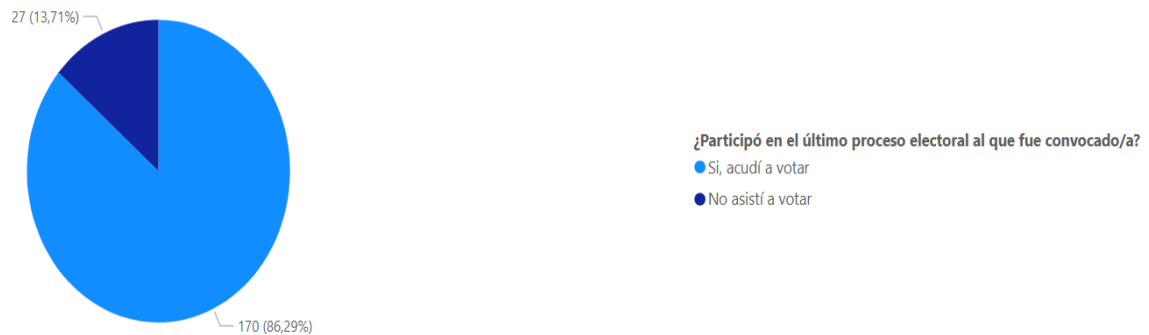 27 (13,71%)
¿Participó en el último proceso electoral al que fue convocado/a?
Si, acudí a votar
No asistí a votar
170 (86,29%)